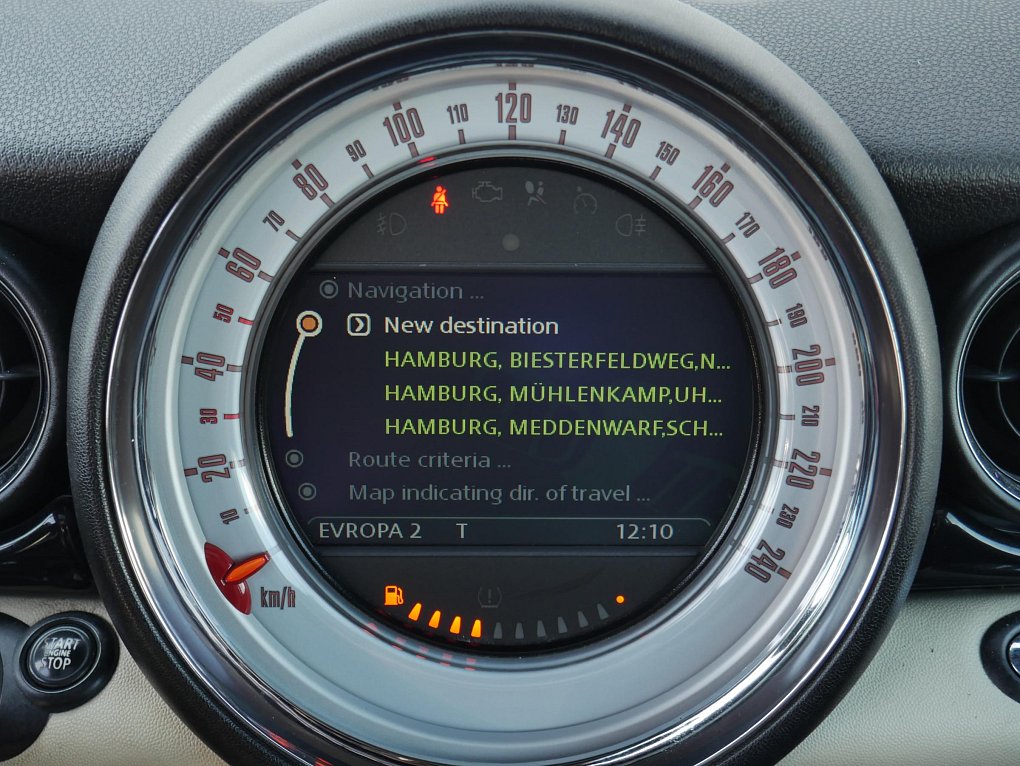 10
20
30
40
50
60
70
80
90
100
110
120
130
140
150
160
170
180
190
200
210
220
230
240
km/h
Navigation ...
New destination
HAMBURG, BIESTERFELDWEG,N...
HAMBURG, MÜHLENKAMP,UH...
HAMBURG, MEDDENWARF,SCH...
Route criteria ...
Map indicating dir. of travel ...
EVROPA 2 T 12:10
START
ENGINE
STOP